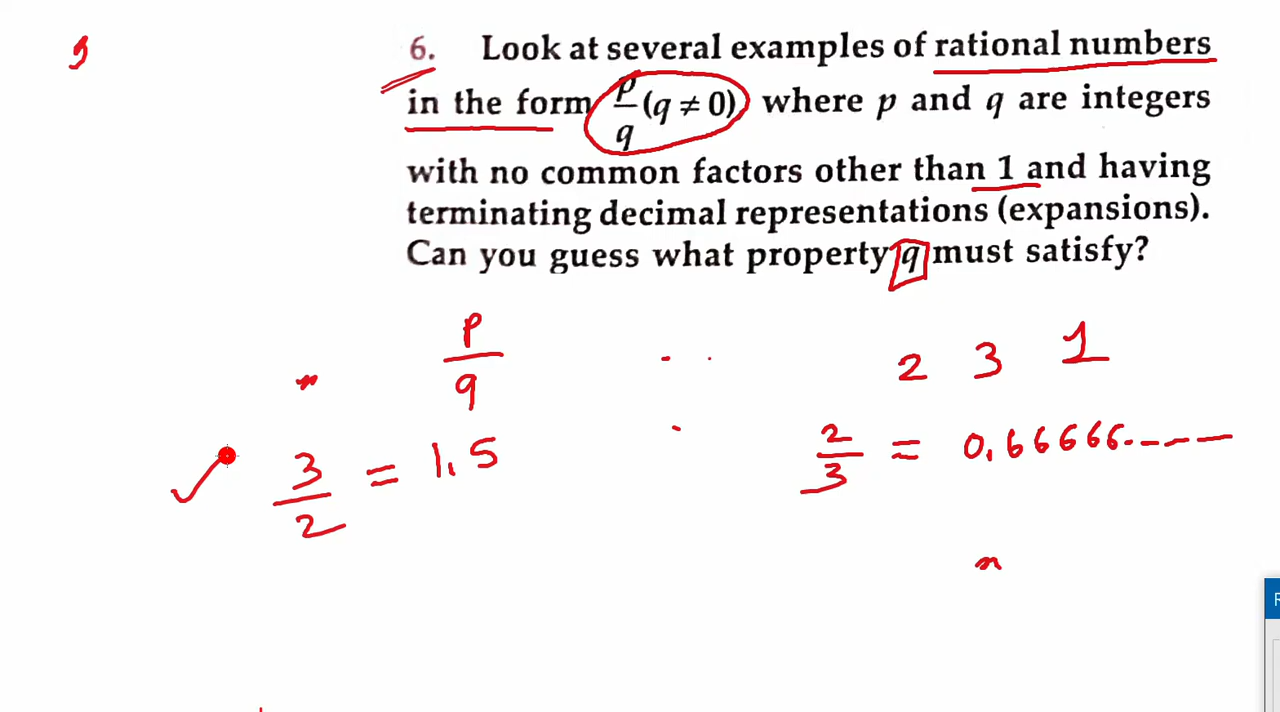 6. Look at several examples of rational numbers
in the form p/q (q ≠ 0) where p and q are integers
with no common factors other than 1 and having
terminating decimal representations (expansions).
Can you guess what property q must satisfy?
p/q
2 3 1
3/2 = 1.5
2/3 = 0.66666----